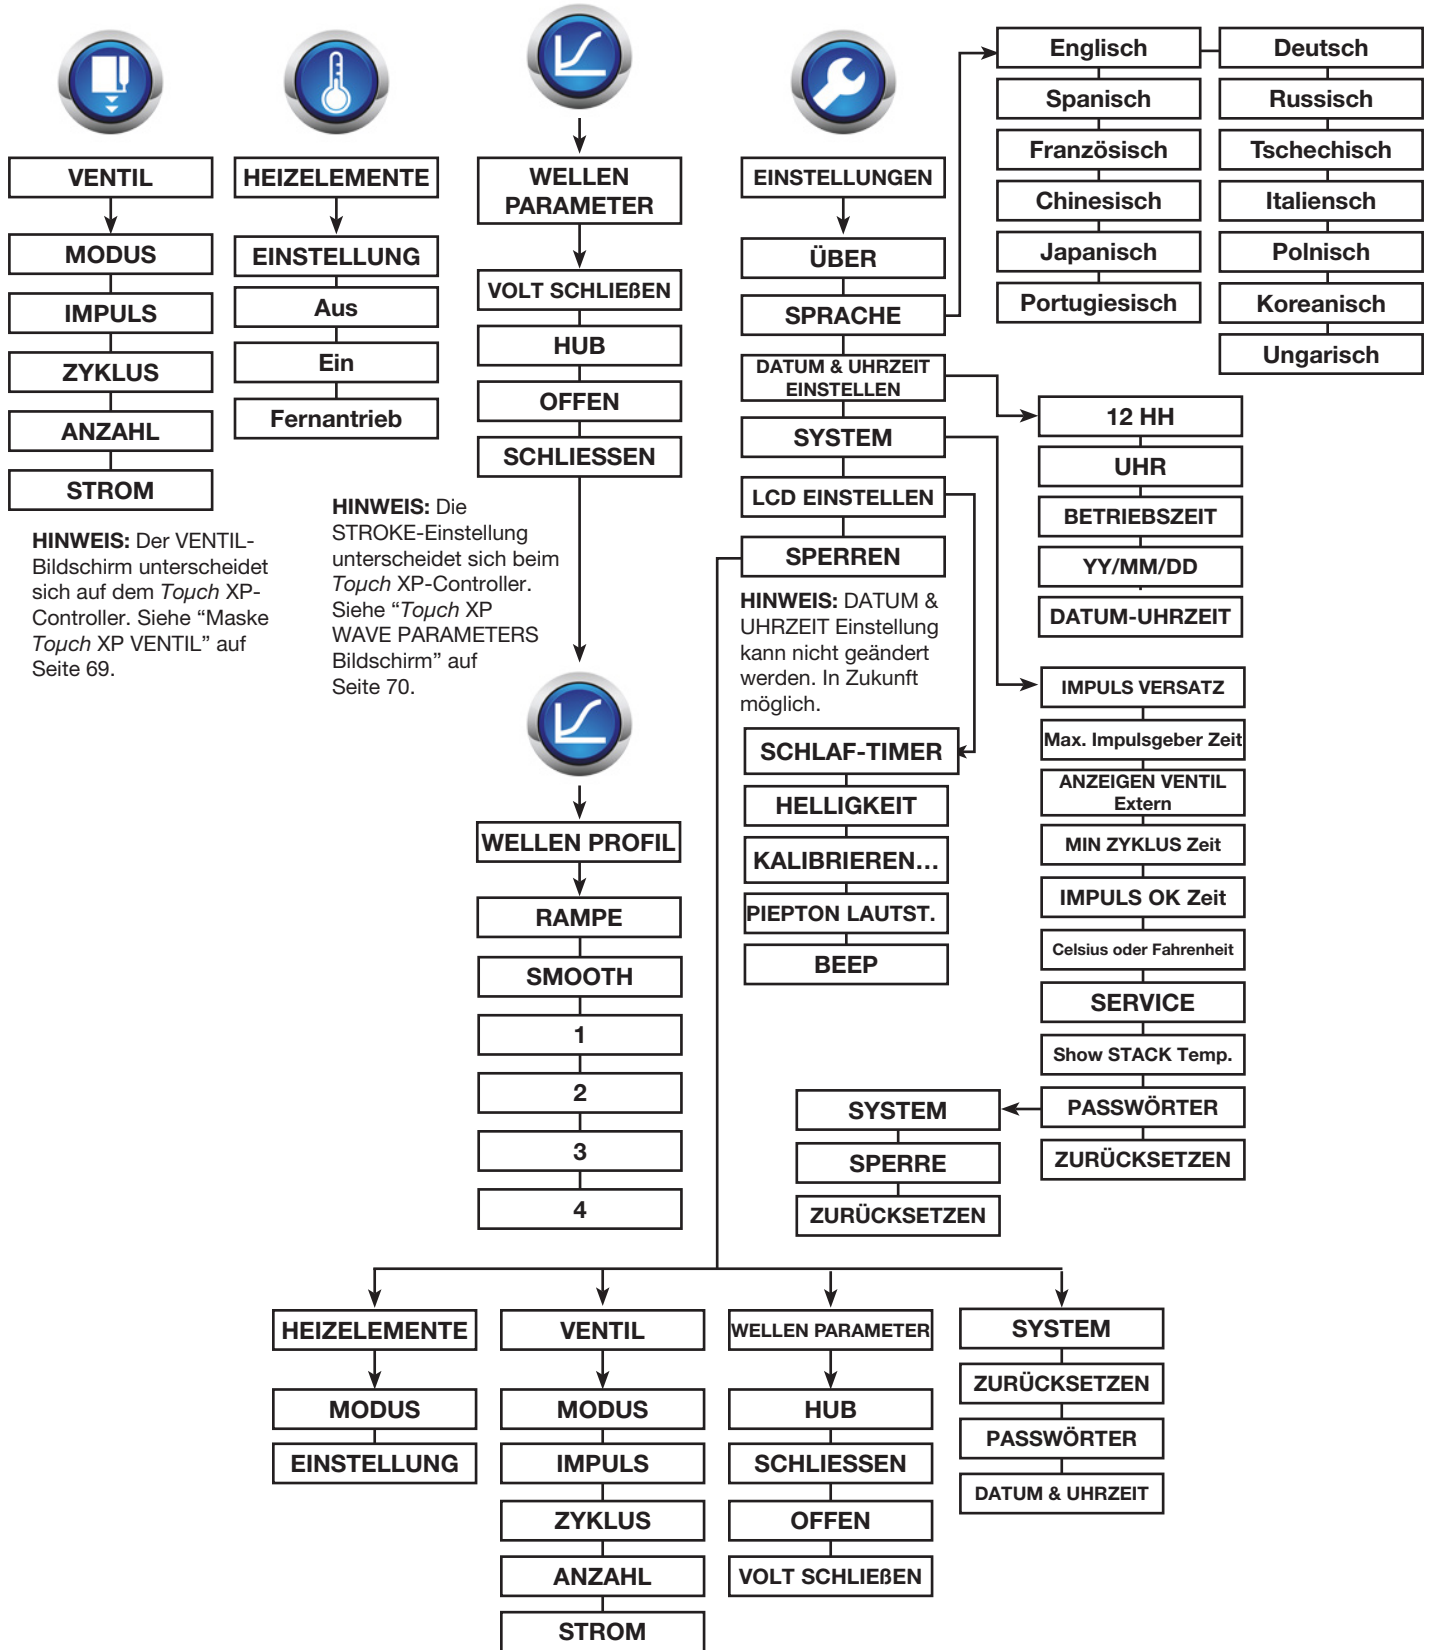 VENTIL
MODUS
IMPULS
ZYKLUS
ANZAHL
STROM
HINWEIS: Der VENTIL-
Bildschirm unterscheidet
sich auf dem Toµch XP-
Controller. Siehe “Maske
Toµch XP VENTIL” auf
Seite 69.
HEIZELEMENTE
EINSTELLUNG
Aus
Ein
Fernantrieb
HINWEIS: Die
STROKE-Einstellung
unterscheidet sich beim
Toµch XP-Controller.
Siehe “Toµch XP
WAVE PARAMETERS
Bildschirm” auf
Seite 70.
WELLEN
PARAMETER
VOLT SCHLIEßEN
HUB
OFFEN
SCHLIESSEN
WELLEN PROFIL
RAMPE
SMOOTH
1
2
3
4
EINSTELLUNGEN
ÜBER
SPRACHE
DATUM & UHRZEIT
EINSTELLEN
SYSTEM
LCD EINSTELLEN
SPERREN
HINWEIS: DATUM &
UHRZEIT Einstellung
kann nicht geändert
werden. In Zukunft
möglich.
SCHLAF-TIMER
HELLIGKEIT
KALIBRIEREN...
PIEPTON LAUTST.
BEEP
Englisch
Spanisch
Französisch
Chinesisch
Japanisch
Portugiesisch
Deutsch
Russisch
Tschechisch
Italiensch
Polnisch
Koreanisch
Ungarisch
12 HH
UHR
BETRIEBSZEIT
YY/MM/DD
DATUM-UHRZEIT
IMPULS VERSATZ
Max. Impulsgeber Zeit
ANZEIGEN VENTIL
Extern
MIN ZYKLUS Zeit
IMPULS OK Zeit
Celsius oder Fahrenheit
SERVICE
Show STACK Temp.
PASSWÖRTER
ZURÜCKSETZEN
SYSTEM
SPERRE
ZURÜCKSETZEN
HEIZELEMENTE
MODUS
EINSTELLUNG
VENTIL
MODUS
IMPULS
ZYKLUS
ANZAHL
STROM
WELLEN PARAMETER
HUB
SCHLIESSEN
OFFEN
VOLT SCHLIEßEN
SYSTEM
ZURÜCKSETZEN
PASSWÖRTER
DATUM & UHRZEIT